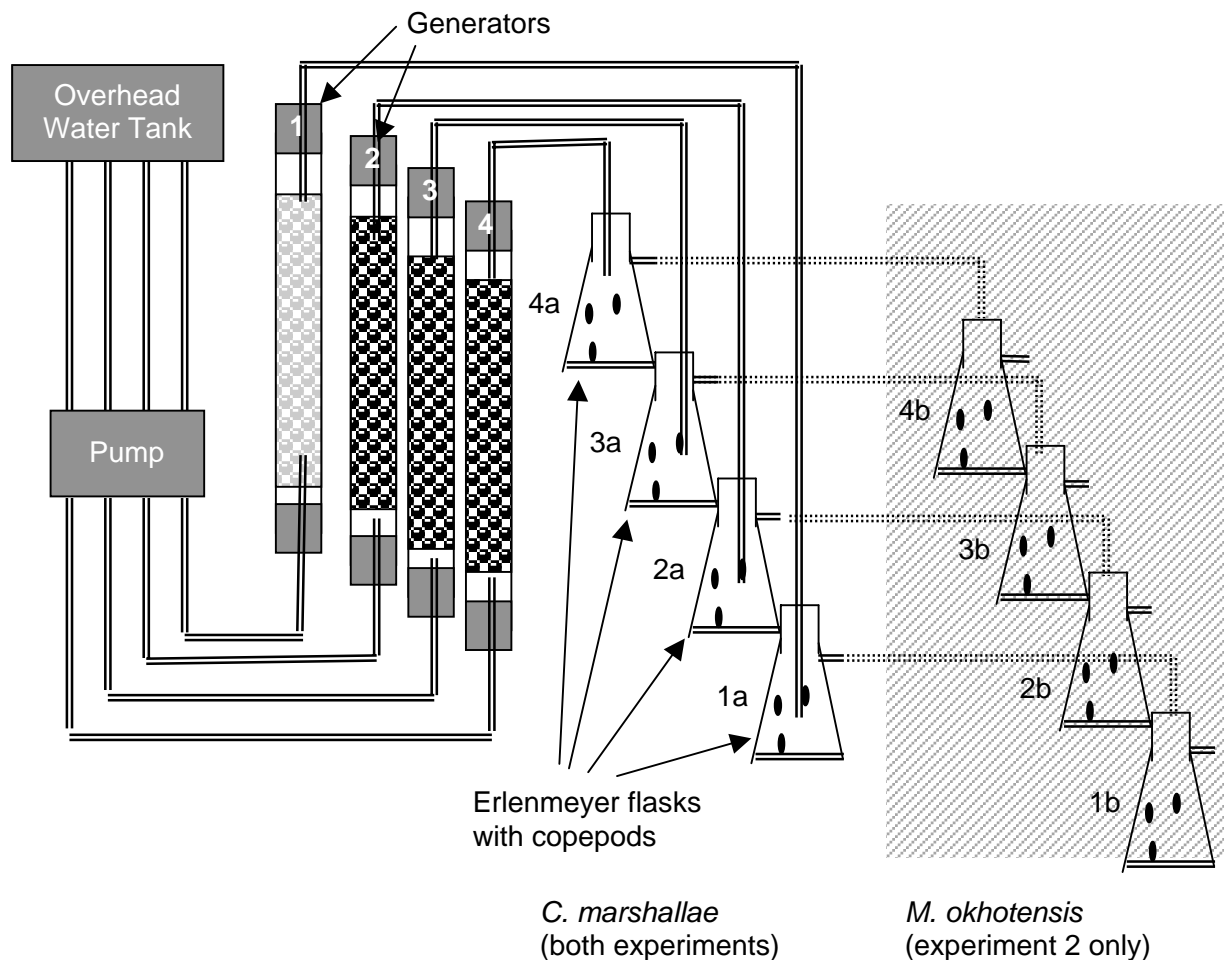 Generators
Overhead
Water Tank
1
2
3
4
Pump
4a
3a
2a
1a
4b
3b
2b
1b
Erlenmeyer flasks
with copepods
C. marshallae
(both experiments)
M. okhotensis
(experiment 2 only)